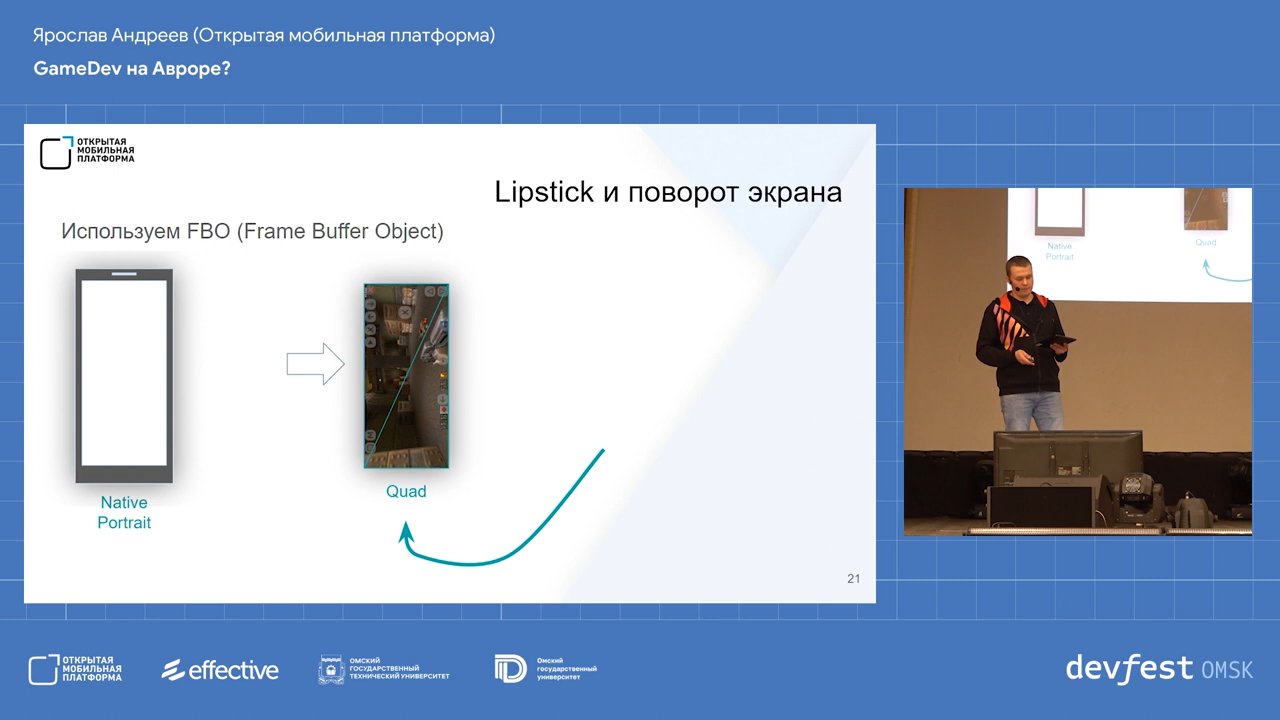 Ярослав Андреев (Открытая мобильная платформа)
GameDev на Авроре?
ОТКРЫТАЯ
МОБИЛЬНАЯ
ПЛАТФОРМА
Lipstick и поворот экрана
Используем FBO (Frame Buffer Object)
Native
Portrait
Quad
21
Native
Portrait
Quad
ОТКРЫТАЯ
МОБИЛЬНАЯ
ПЛАТФОРМА
effective
ОМСКИЙ
ГОСУДАРСТВЕННЫЙ
ТЕХНИЧЕСКИЙ УНИВЕРСИТЕТ
Омский
государственный
университет
devfest OMSK